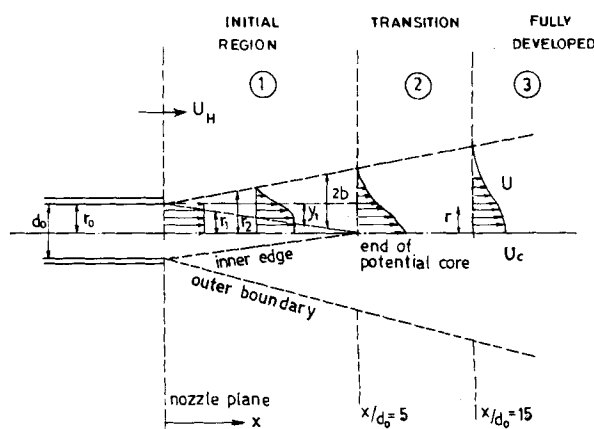 INITIAL REGION
TRANSITION
FULLY DEVELOPED
1
2
3
U_H
d₀
r₀
r₁
r₂
y₁
2b
r
U
U_c
inner edge
outer boundary
end of
potential core
nozzle plane
x
x/d₀=5
x/d₀=15